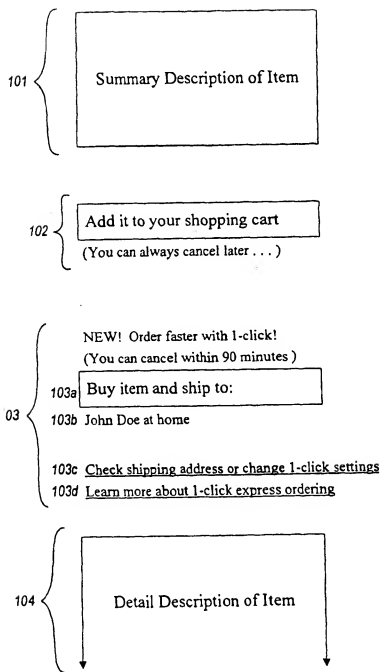 101
Summary Description of Item
102
Add it to your shopping cart
(You can always cancel later . . . )
NEW! Order faster with 1-click!
(You can cancel within 90 minutes )
103a Buy item and ship to:
03
103b John Doe at home
103c Check shipping address or change 1-click settings
103d Learn more about 1-click express ordering
104
Detail Description of Item